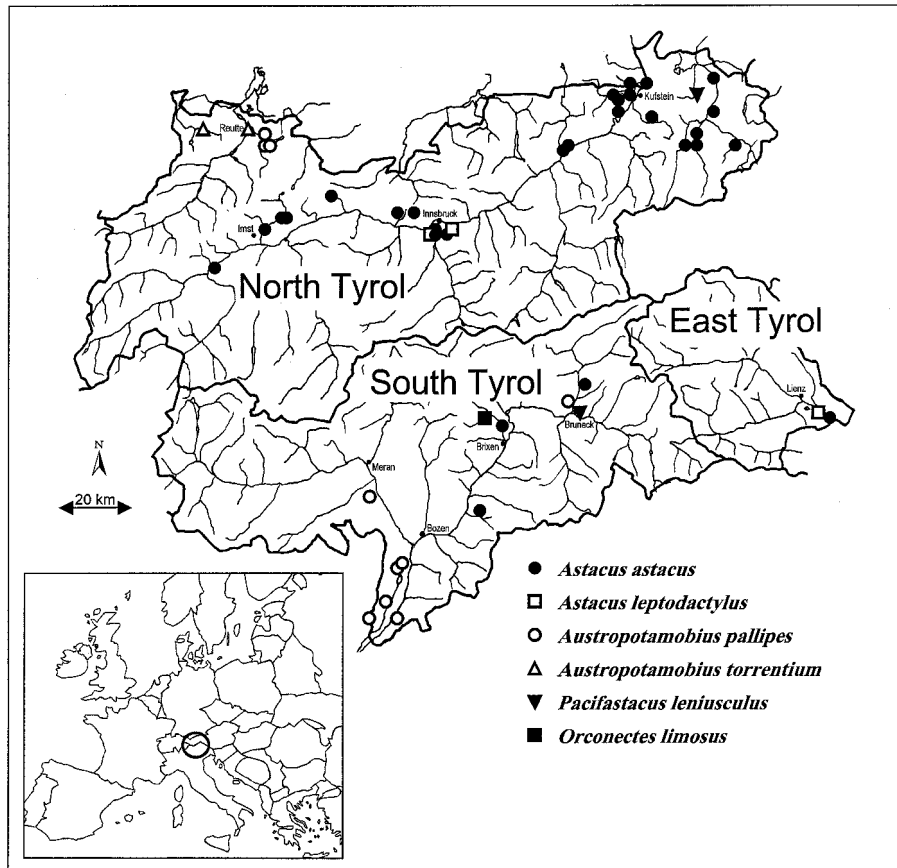 Kufstein
Reutte
Innsbruck
Imst
North Tyrol
East Tyrol
Lienz
South Tyrol
Bruneck
Brixen
N
Meran
20 km
Bozen
Astacus astacus
Astacus leptodactylus
Austropotamobius pallipes
Austropotamobius torrentium
Pacifastacus leniusculus
Orconectes limosus